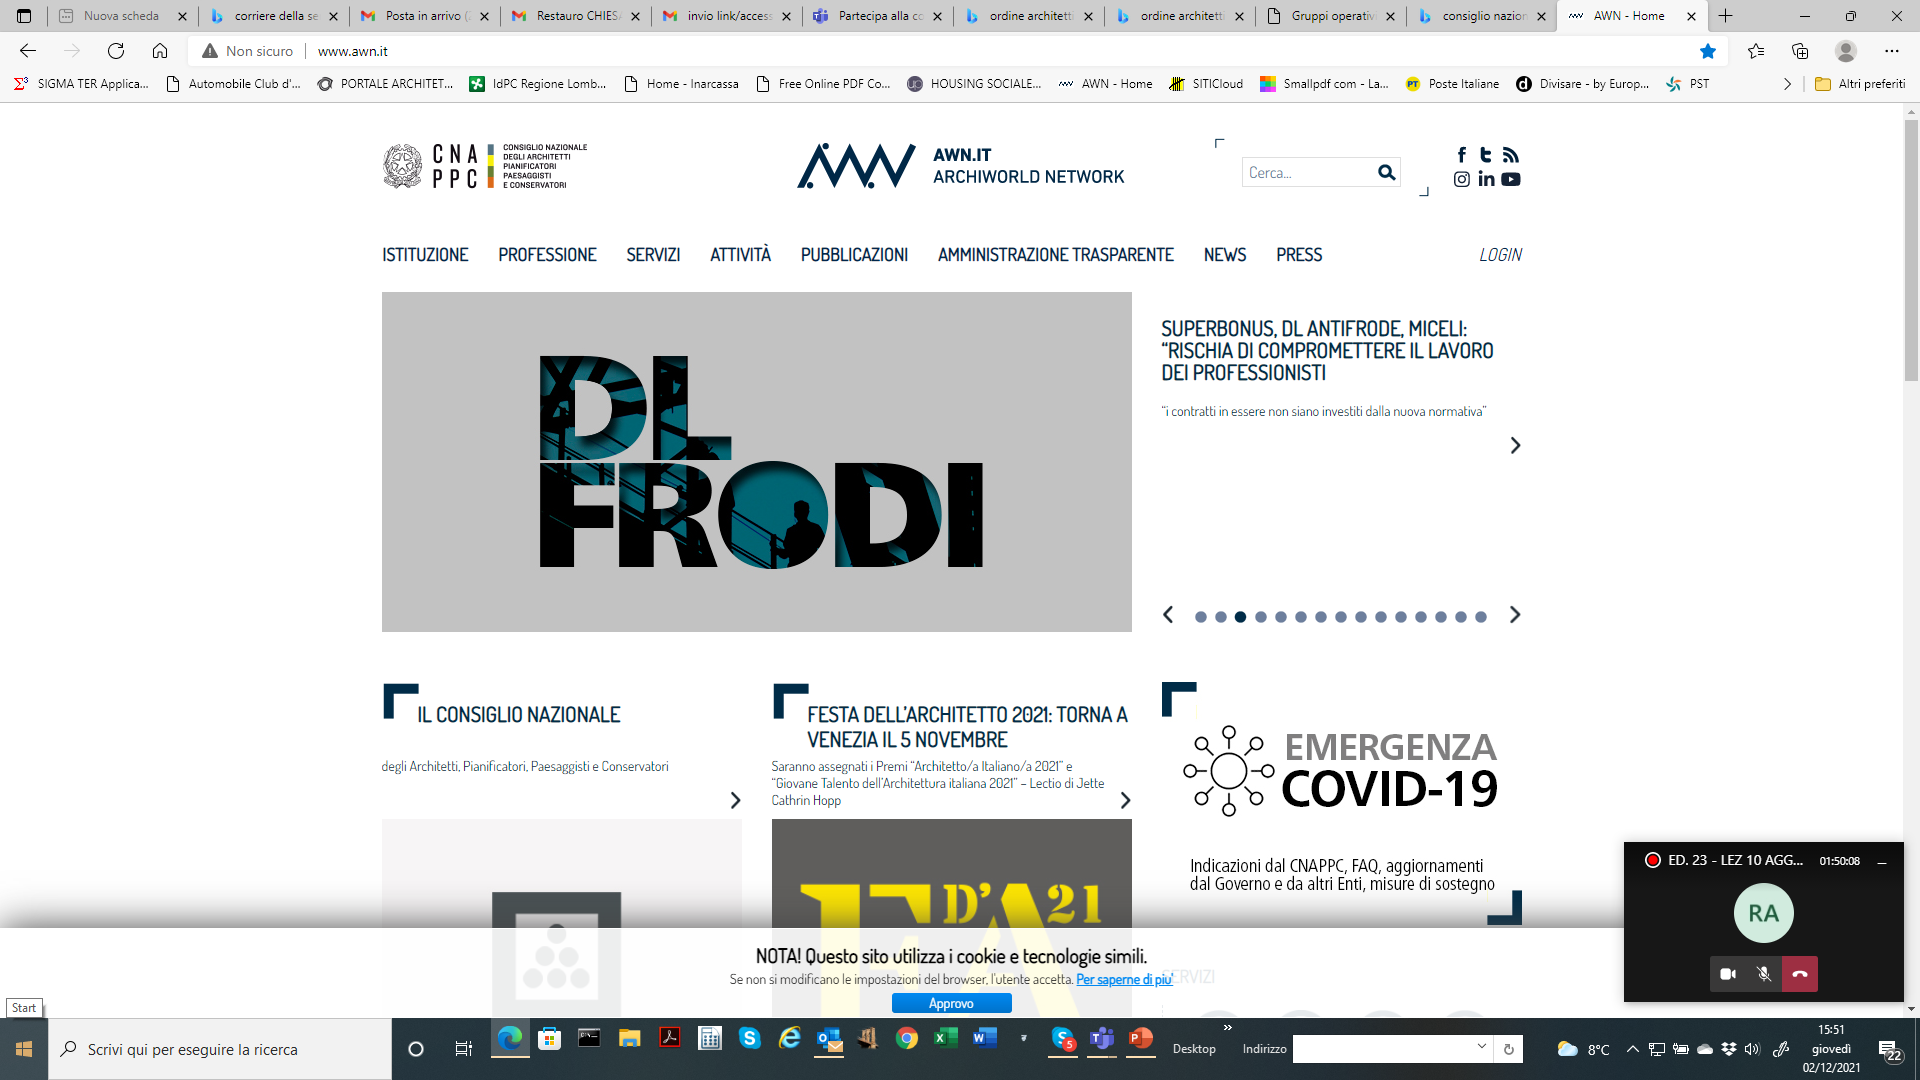 Nuova scheda
corriere della se
Posta in arrivo (2
Restauro CHIESA
invio link/access
Partecipa alla co
ordine architetti
ordine architetti
Gruppi operativi
consiglio nazion
AWN - Home
Non sicuro
www.awn.it
SIGMA TER Applica...
Automobile Club d'...
PORTALE ARCHITET...
IdPC Regione Lomb...
Home - Inarcassa
Free Online PDF Co...
HOUSING SOCIALE...
AWN - Home
SITICloud
Smallpdf com - La...
Poste Italiane
Divisare - by Europ...
PST
Altri preferiti
CNA
PPC
CONSIGLIO NAZIONALE
DEGLI ARCHITETTI
PIANIFICATORI
PAESAGGISTI
E CONSERVATORI
AWN.IT
ARCHIWORLD NETWORK
Cerca...
ISTITUZIONE
PROFESSIONE
SERVIZI
ATTIVITÀ
PUBBLICAZIONI
AMMINISTRAZIONE TRASPARENTE
NEWS
PRESS
LOGIN
DL
FRODI
SUPERBONUS, DL ANTIFRODE, MICELI:
“RISCHIA DI COMPROMETTERE IL LAVORO
DEI PROFESSIONISTI
“i contratti in essere non siano investiti dalla nuova normativa”
IL CONSIGLIO NAZIONALE
degli Architetti, Pianificatori, Paesaggisti e Conservatori
FESTA DELL’ARCHITETTO 2021: TORNA A
VENEZIA IL 5 NOVEMBRE
Saranno assegnati i Premi “Architetto/a Italiano/a 2021” e
“Giovane Talento dell’Architettura italiana 2021” – Lectio di Jette
Cathrin Hopp
D’A21
EMERGENZA
COVID-19
Indicazioni dal CNAPPC, FAQ, aggiornamenti
dal Governo e da altri Enti, misure di sostegno
ED. 23 - LEZ 10 AGG...
01:50:08
RA
NOTA! Questo sito utilizza i cookie e tecnologie simili.
Se non si modificano le impostazioni del browser, l'utente accetta. Per saperne di piu'
Approvo
SERVIZI
Start
Scrivi qui per eseguire la ricerca
5
Desktop
Indirizzo
8°C
15:51
giovedì
02/12/2021
22